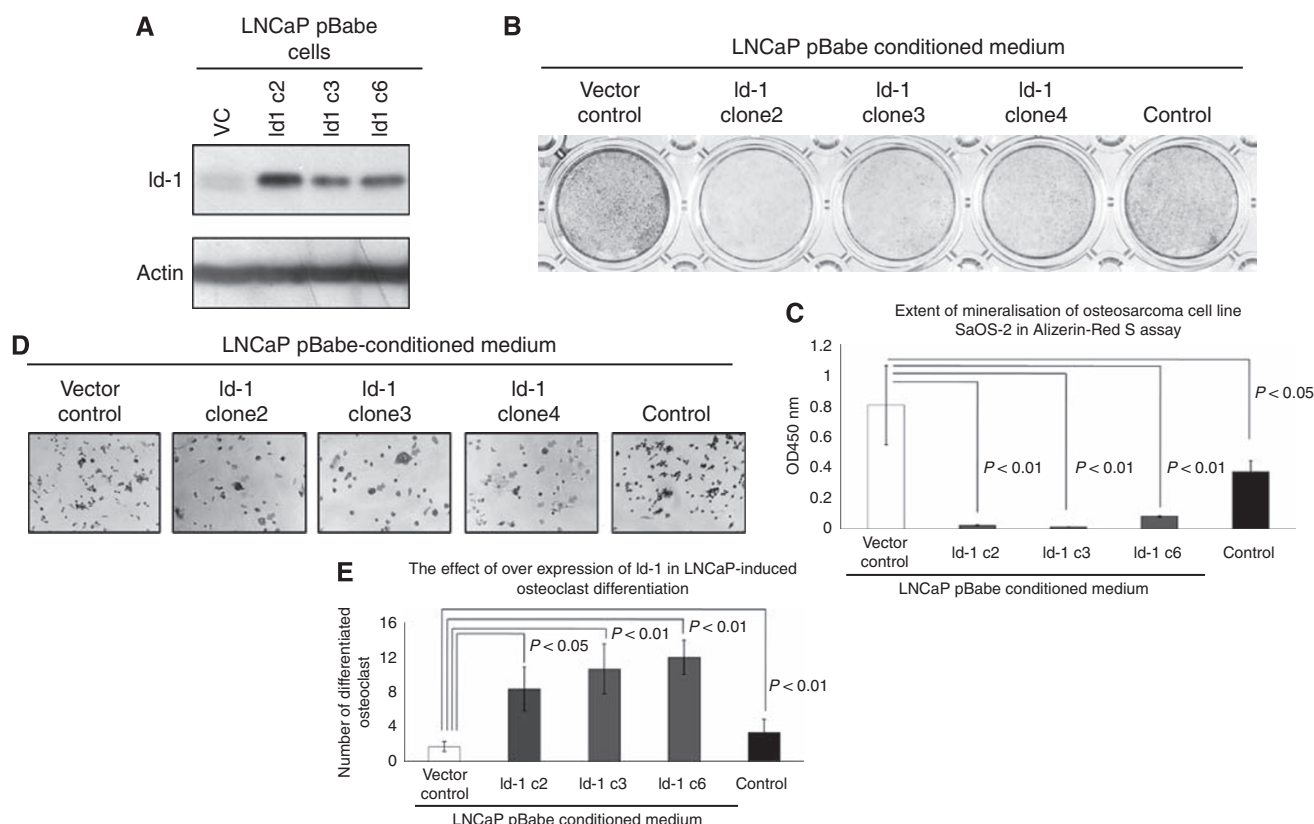 A
LNCaP pBabe
cells
VC
Id1 c2
Id1 c3
Id1 c6
Id-1
Actin
B
LNCaP pBabe conditioned medium
Vector
control
Id-1
clone2
Id-1
clone3
Id-1
clone4
Control
C
Extent of mineralisation of osteosarcoma cell line
SaOS-2 in Alizerin-Red S assay
OD450 nm
1.2
1
0.8
0.6
0.4
0.2
0
P < 0.01
P < 0.01
P < 0.01
P < 0.05
Vector
control
Id-1 c2
Id-1 c3
Id-1 c6
Control
LNCaP pBabe conditioned medium
D
LNCaP pBabe-conditioned medium
Vector
control
Id-1
clone2
Id-1
clone3
Id-1
clone4
Control
E
The effect of over expression of Id-1 in LNCaP-induced
osteoclast differentiation
Number of differentiated
osteoclast
16
12
8
4
0
P < 0.05
P < 0.01
P < 0.01
P < 0.01
Vector
control
Id-1 c2
Id-1 c3
Id-1 c6
Control
LNCaP pBabe conditioned medium